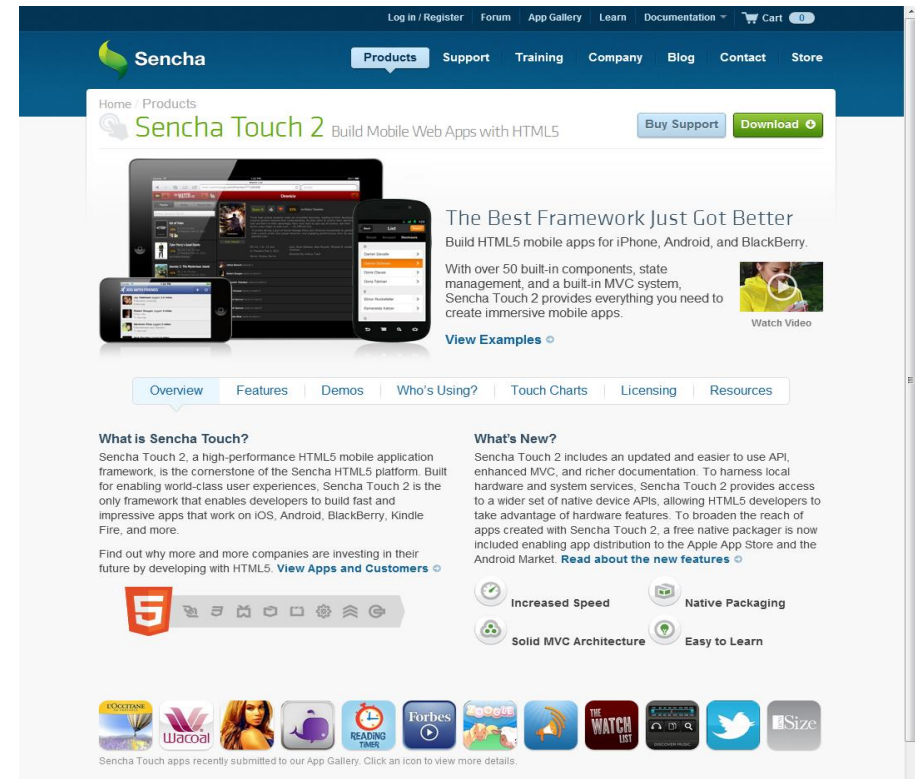 Log in / Register Forum App Gallery Learn Documentation Cart 0
Sencha
Products Support Training Company Blog Contact Store
Home / Products
Sencha Touch 2 Build Mobile Web Apps with HTML5
Buy Support Download
The Best Framework Just Got Better
Build HTML5 mobile apps for iPhone, Android, and BlackBerry.
With over 50 built-in components, state
management, and a built-in MVC system,
Sencha Touch 2 provides everything you need to
create immersive mobile apps.
Watch Video
View Examples
List
Overview Features Demos Who's Using? Touch Charts Licensing Resources
What is Sencha Touch?
Sencha Touch 2, a high-performance HTML5 mobile application
framework, is the cornerstone of the Sencha HTML5 platform. Built
for enabling world-class user experiences, Sencha Touch 2 is the
only framework that enables developers to build fast and
impressive apps that work on iOS, Android, BlackBerry, Kindle
Fire, and more.
Find out why more and more companies are investing in their
future by developing with HTML5. View Apps and Customers
5
What's New?
Sencha Touch 2 includes an updated and easier to use API,
enhanced MVC, and richer documentation. To harness local
hardware and system services, Sencha Touch 2 provides access
to a wider set of native device APIs, allowing HTML5 developers to
take advantage of hardware features. To broaden the reach of
apps created with Sencha Touch 2, a free native packager is now
included enabling app distribution to the Apple App Store and the
Android Market. Read about the new features
Increased Speed Native Packaging
Solid MVC Architecture Easy to Learn
L'OCCITANE
Wacoal
READING
TIMER
Forbes
ZOOGUE
THE
WATCH
LIST
DISCOVER MUSIC
Size
Sencha Touch apps recently submitted to our App Gallery. Click an icon to view more details.